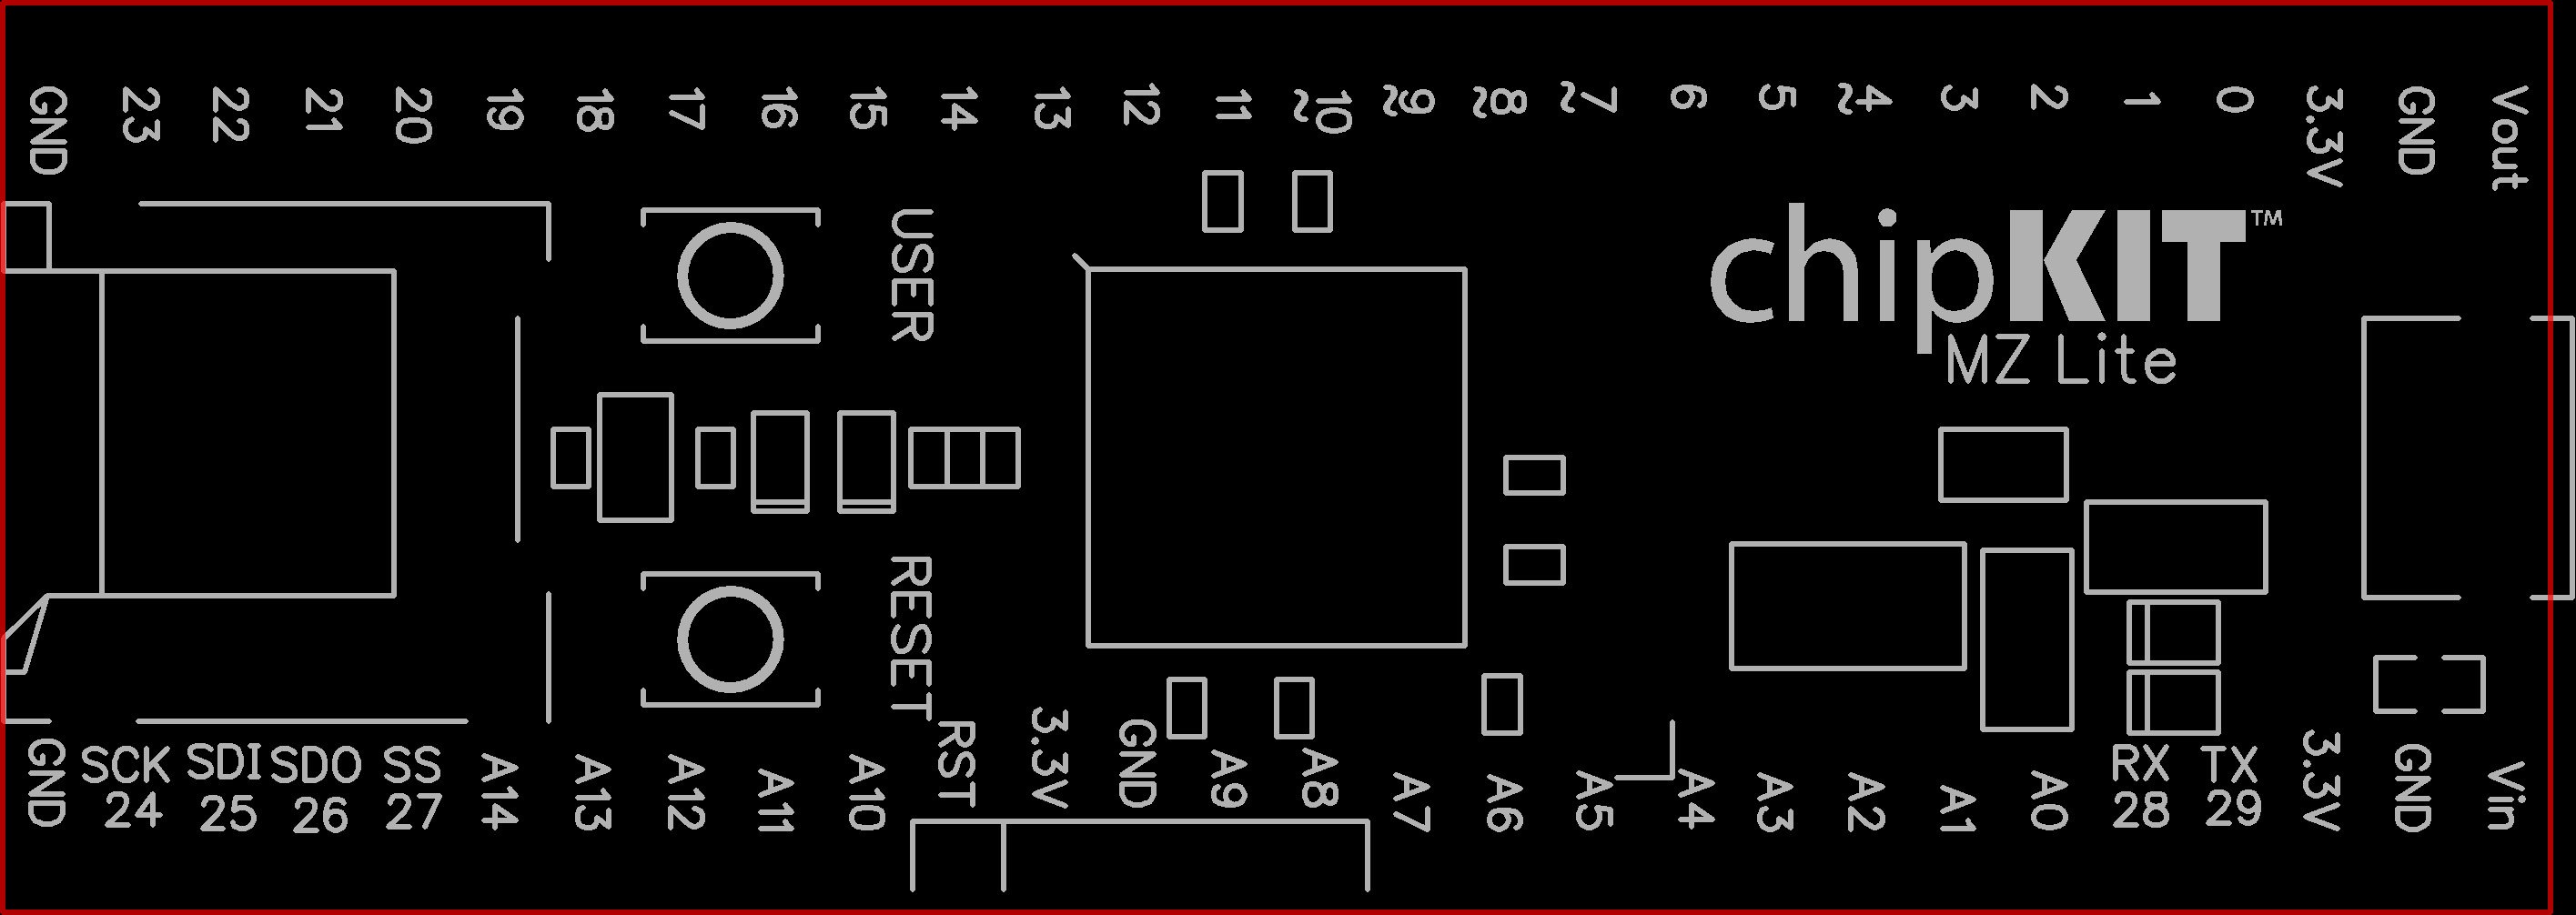 GND 23 22 21 20 19 18 17 16 15 14 13 12 11 ~10 ~9 ~8 ~7 6 5 ~4 3 2 1 0 3.3V GND Vout
USER
chipKIT™
MZ Lite
RESET
GND SCK SDI SDO SS A14 A13 A12 A11 A10 RST 3.3V GND A9 A8 A7 A6 A5 A4 A3 A2 A1 A0 RX TX 3.3V GND Vin
24 25 26 27 28 29